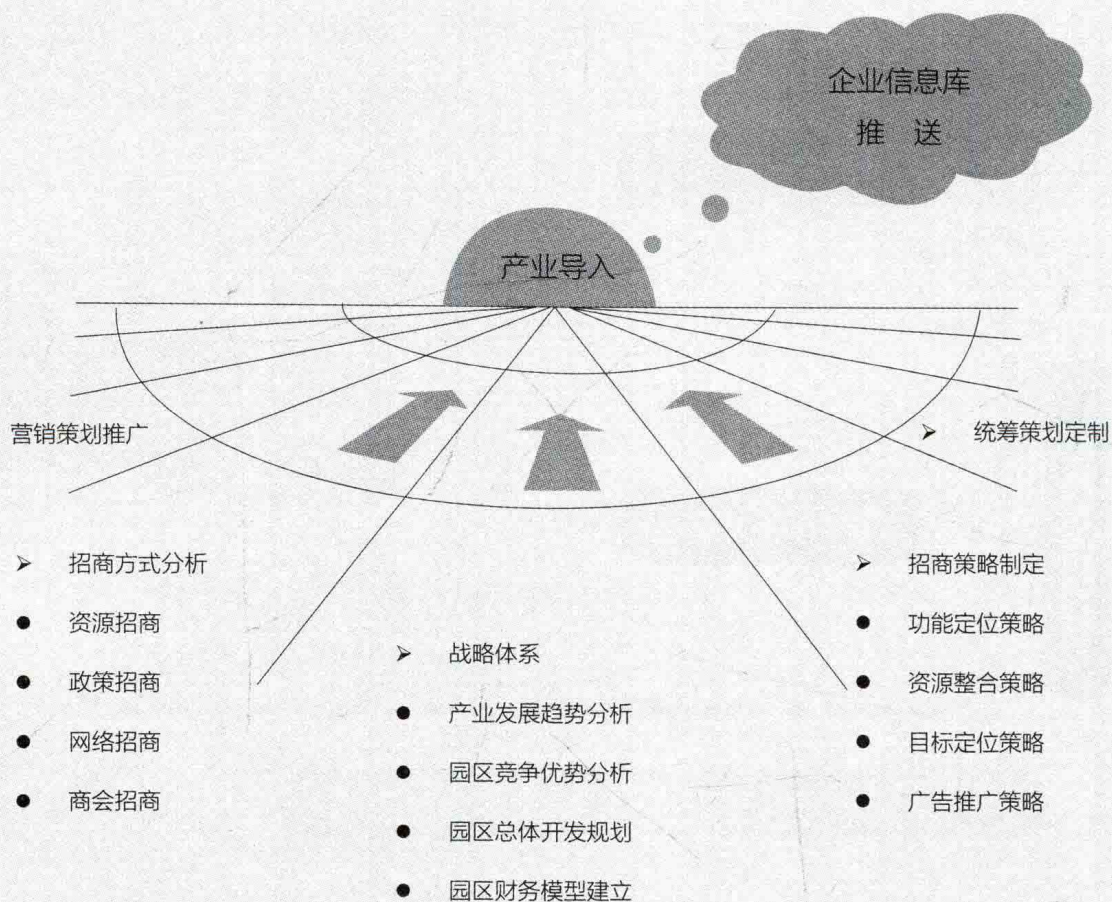 企业信息库
推 送
产业导入
营销策划推广
➢ 统筹策划定制
➢ 招商方式分析
● 资源招商
● 政策招商
● 网络招商
● 商会招商
➢ 战略体系
● 产业发展趋势分析
● 园区竞争优势分析
● 园区总体开发规划
● 园区财务模型建立
➢ 招商策略制定
● 功能定位策略
● 资源整合策略
● 目标定位策略
● 广告推广策略